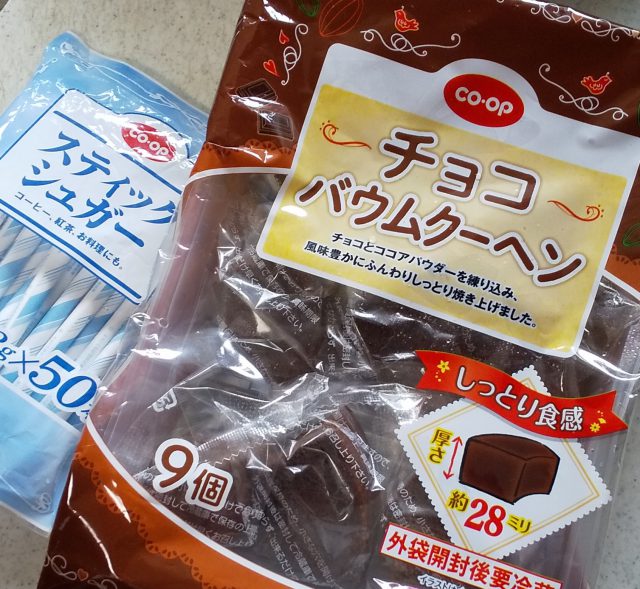 CO·OP
スティック
シュガー
コーヒー、紅茶、お料理にも。
g×50
CO·OP
チョコ
バウムクーヘン
チョコとココアパウダーを練り込み、
風味豊かにふんわりしっとり焼き上げました。
しっとり食感
厚さ
約28ミリ
9個
外袋開封後要冷